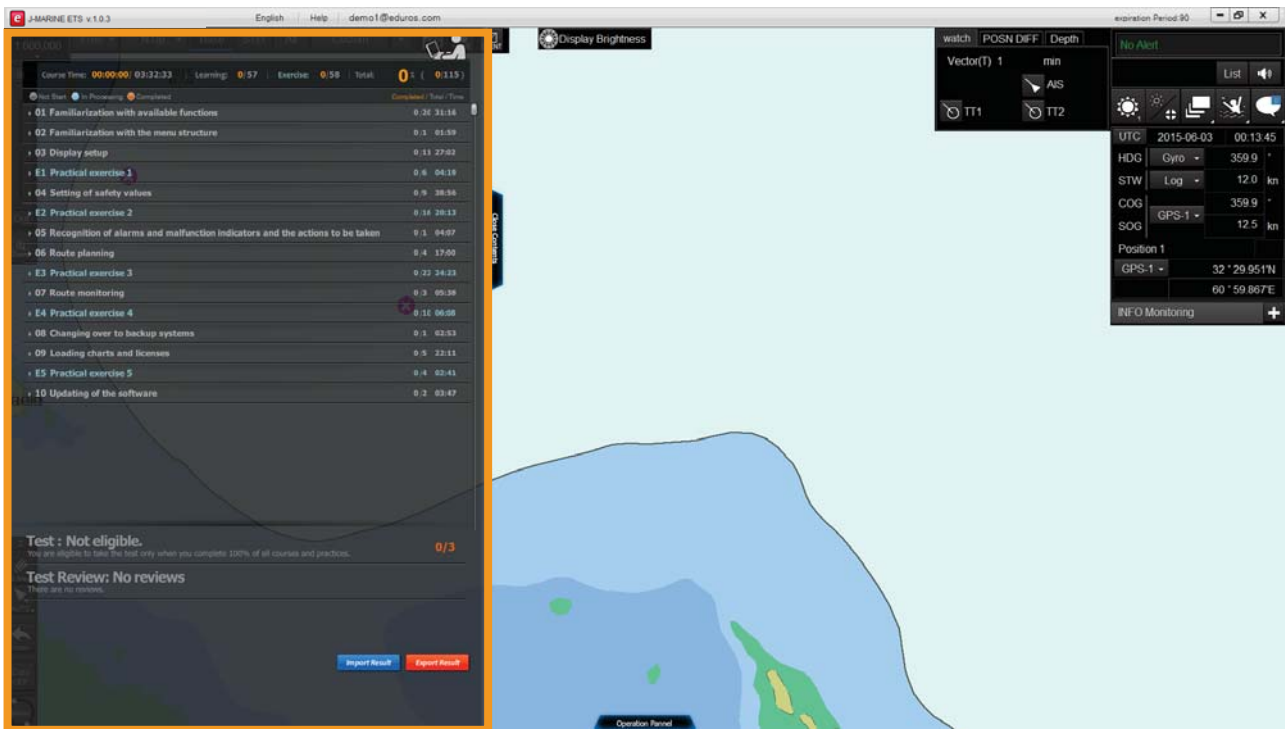 J-MARINE ETS v.1.0.3 English Help demo1@eduros.com expiration Period:90
Display Brightness
Course Time: 00:00:00/ 03:32:33 Learning: 0/57 Exercise: 0/58 Total: 0 % ( 0/115 )
Not Start In Processing Completed Completed / Total / Time
01 Familiarization with available functions 31:16
02 Familiarization with the menu structure 0/1 01:59
03 Display setup 0/11 27:02
E1 Practical exercise 1 0/6 04:18
04 Setting of safety values 0/9 38:56
E2 Practical exercise 2 0/16 20:13
05 Recognition of alarms and malfunction indicators and the actions to be taken 0/1 04:07
06 Route planning 0/4 17:00
E3 Practical exercise 3 34:23
07 Route monitoring 0/3 05:38
E4 Practical exercise 4 06:08
08 Changing over to backup systems 0/1 02:53
09 Loading charts and licenses 0/5 22:11
E5 Practical exercise 5 0/4 02:41
10 Updating of the software 0/2 03:47
Test : Not eligible.
You are eligible to take the test only when you complete 100% of all courses and practices.
0/3
Test Review: No reviews
There are no reviews.
Import Result Export Result
Close Contents
Operation Pannel
watch POSN DIFF Depth
Vector(T) 1 min
AIS
TT1 TT2
No Alert
List
UTC 2015-06-03 00:13:45
HDG Gyro 359.9 °
STW Log 12.0 kn
COG 359.9 °
GPS-1
SOG 12.5 kn
Position 1
GPS-1 32 ° 29.951'N
60 ° 59.867'E
INFO Monitoring +